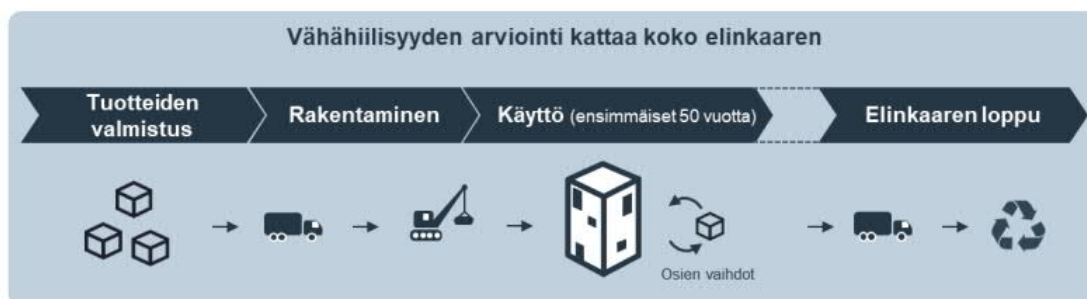 Vähähiilisyyden arviointi kattaa koko elinkaaren
Tuotteiden
valmistus
Rakentaminen
Käyttö (ensimmäiset 50 vuotta)
Elinkaaren loppu
Osien vaihdot